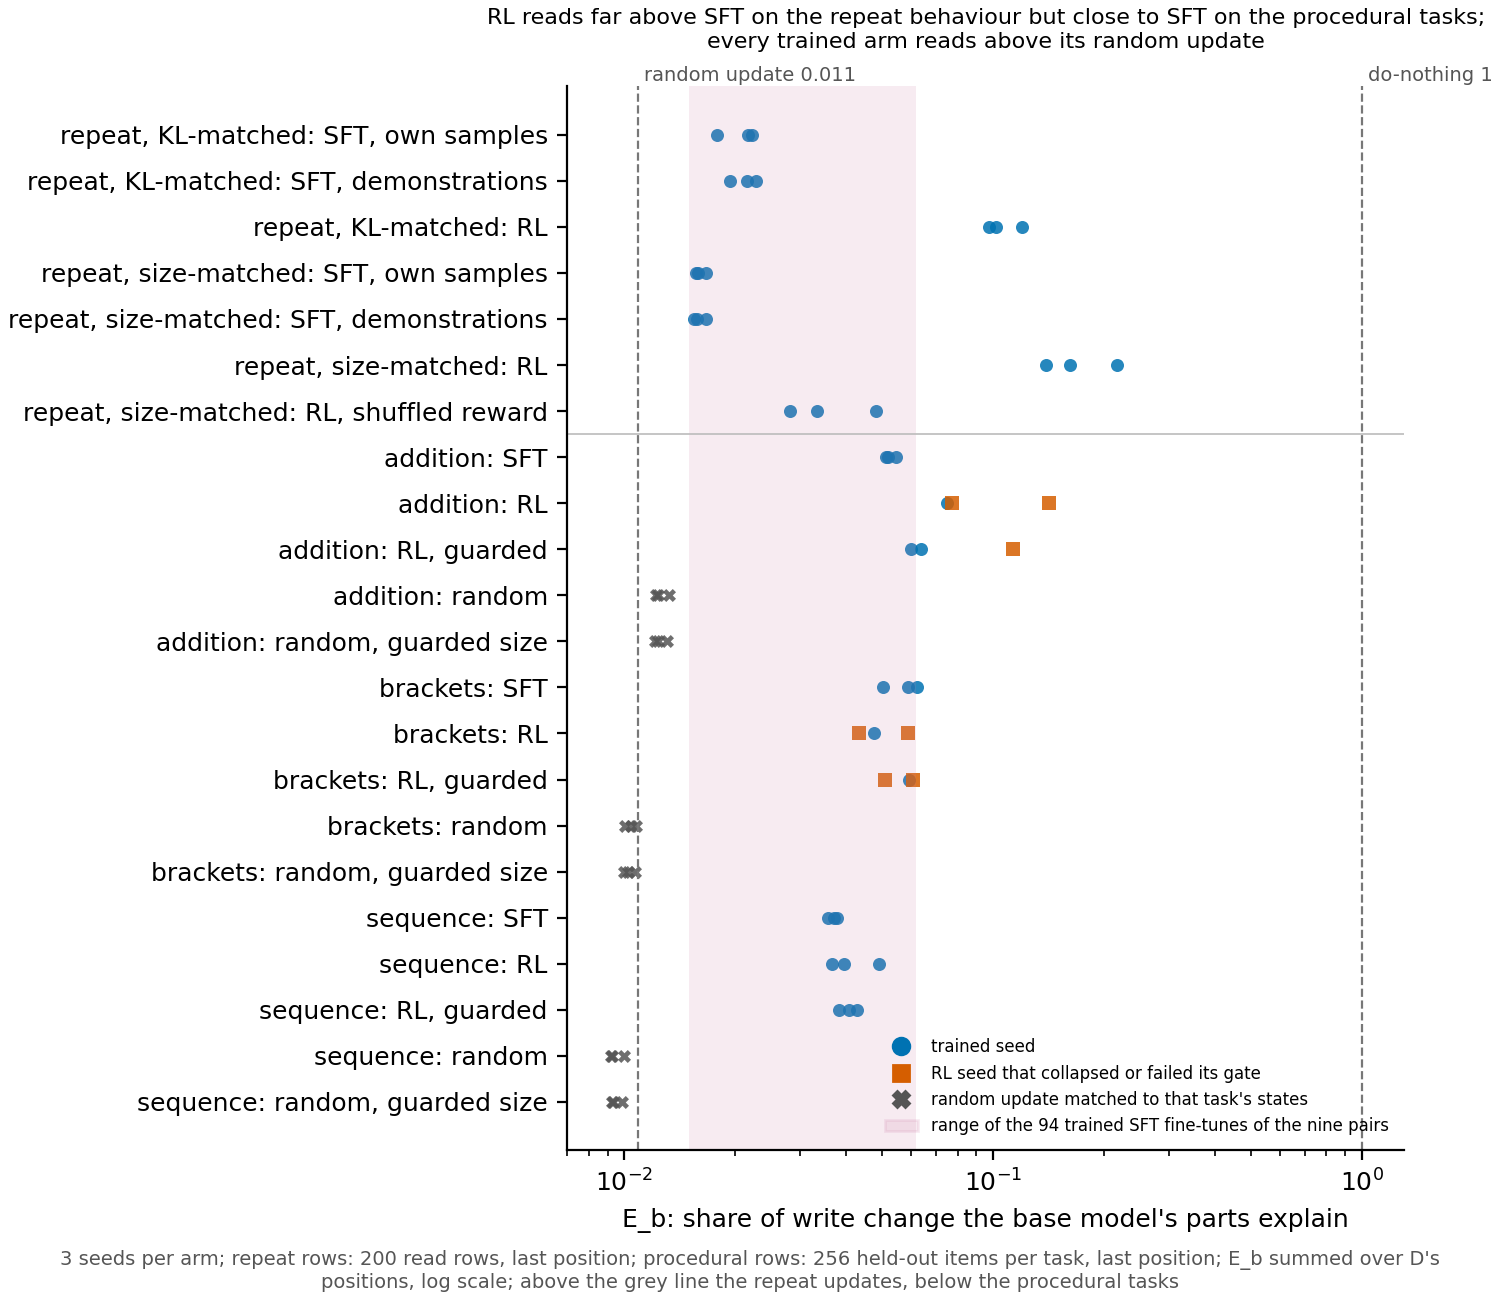 RL reads far above SFT on the repeat behaviour but close to SFT on the procedural tasks;
every trained arm reads above its random update
random update 0.011
do-nothing 1
repeat, KL-matched: SFT, own samples
repeat, KL-matched: SFT, demonstrations
repeat, KL-matched: RL
repeat, size-matched: SFT, own samples
repeat, size-matched: SFT, demonstrations
repeat, size-matched: RL
repeat, size-matched: RL, shuffled reward
addition: SFT
addition: RL
addition: RL, guarded
addition: random
addition: random, guarded size
brackets: SFT
brackets: RL
brackets: RL, guarded
brackets: random
brackets: random, guarded size
sequence: SFT
sequence: RL
sequence: RL, guarded
sequence: random
sequence: random, guarded size
trained seed
RL seed that collapsed or failed its gate
random update matched to that task's states
range of the 94 trained SFT fine-tunes of the nine pairs
10⁻² 10⁻¹ 10⁰
E_b: share of write change the base model's parts explain
3 seeds per arm; repeat rows: 200 read rows, last position; procedural rows: 256 held-out items per task, last position; E_b summed over D's
positions, log scale; above the grey line the repeat updates, below the procedural tasks